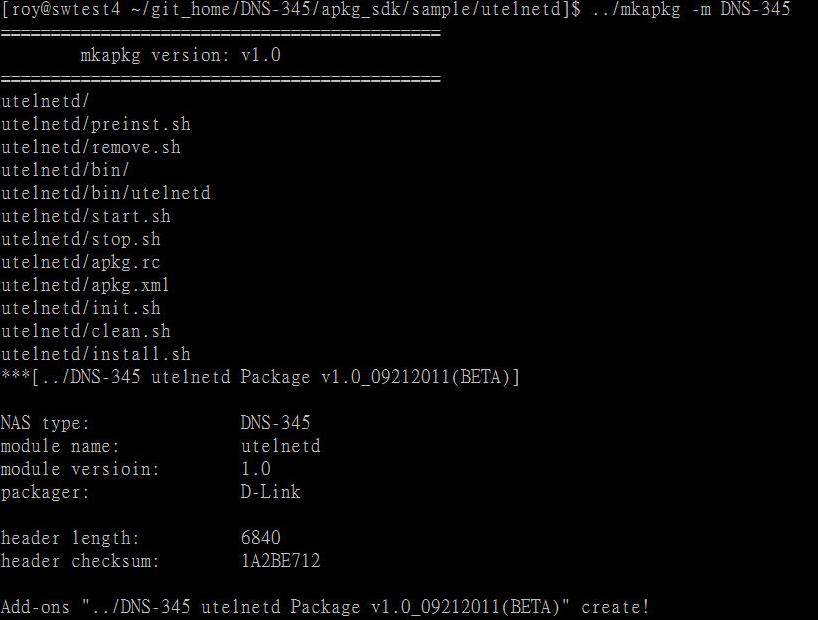 [roy@swtest4 ~/git_home/DNS-345/apkg_sdk/sample/utelnetd]$ ../mkapkg -m DNS-345
============================================
mkapkg version: v1.0
============================================
utelnetd/
utelnetd/preinst.sh
utelnetd/remove.sh
utelnetd/bin/
utelnetd/bin/utelnetd
utelnetd/start.sh
utelnetd/stop.sh
utelnetd/apkg.rc
utelnetd/apkg.xml
utelnetd/init.sh
utelnetd/clean.sh
utelnetd/install.sh
***[../DNS-345 utelnetd Package v1.0_09212011(BETA)]
NAS type: DNS-345
module name: utelnetd
module versioin: 1.0
packager: D-Link
header length: 6840
header checksum: 1A2BE712
Add-ons "../DNS-345 utelnetd Package v1.0_09212011(BETA)" create!